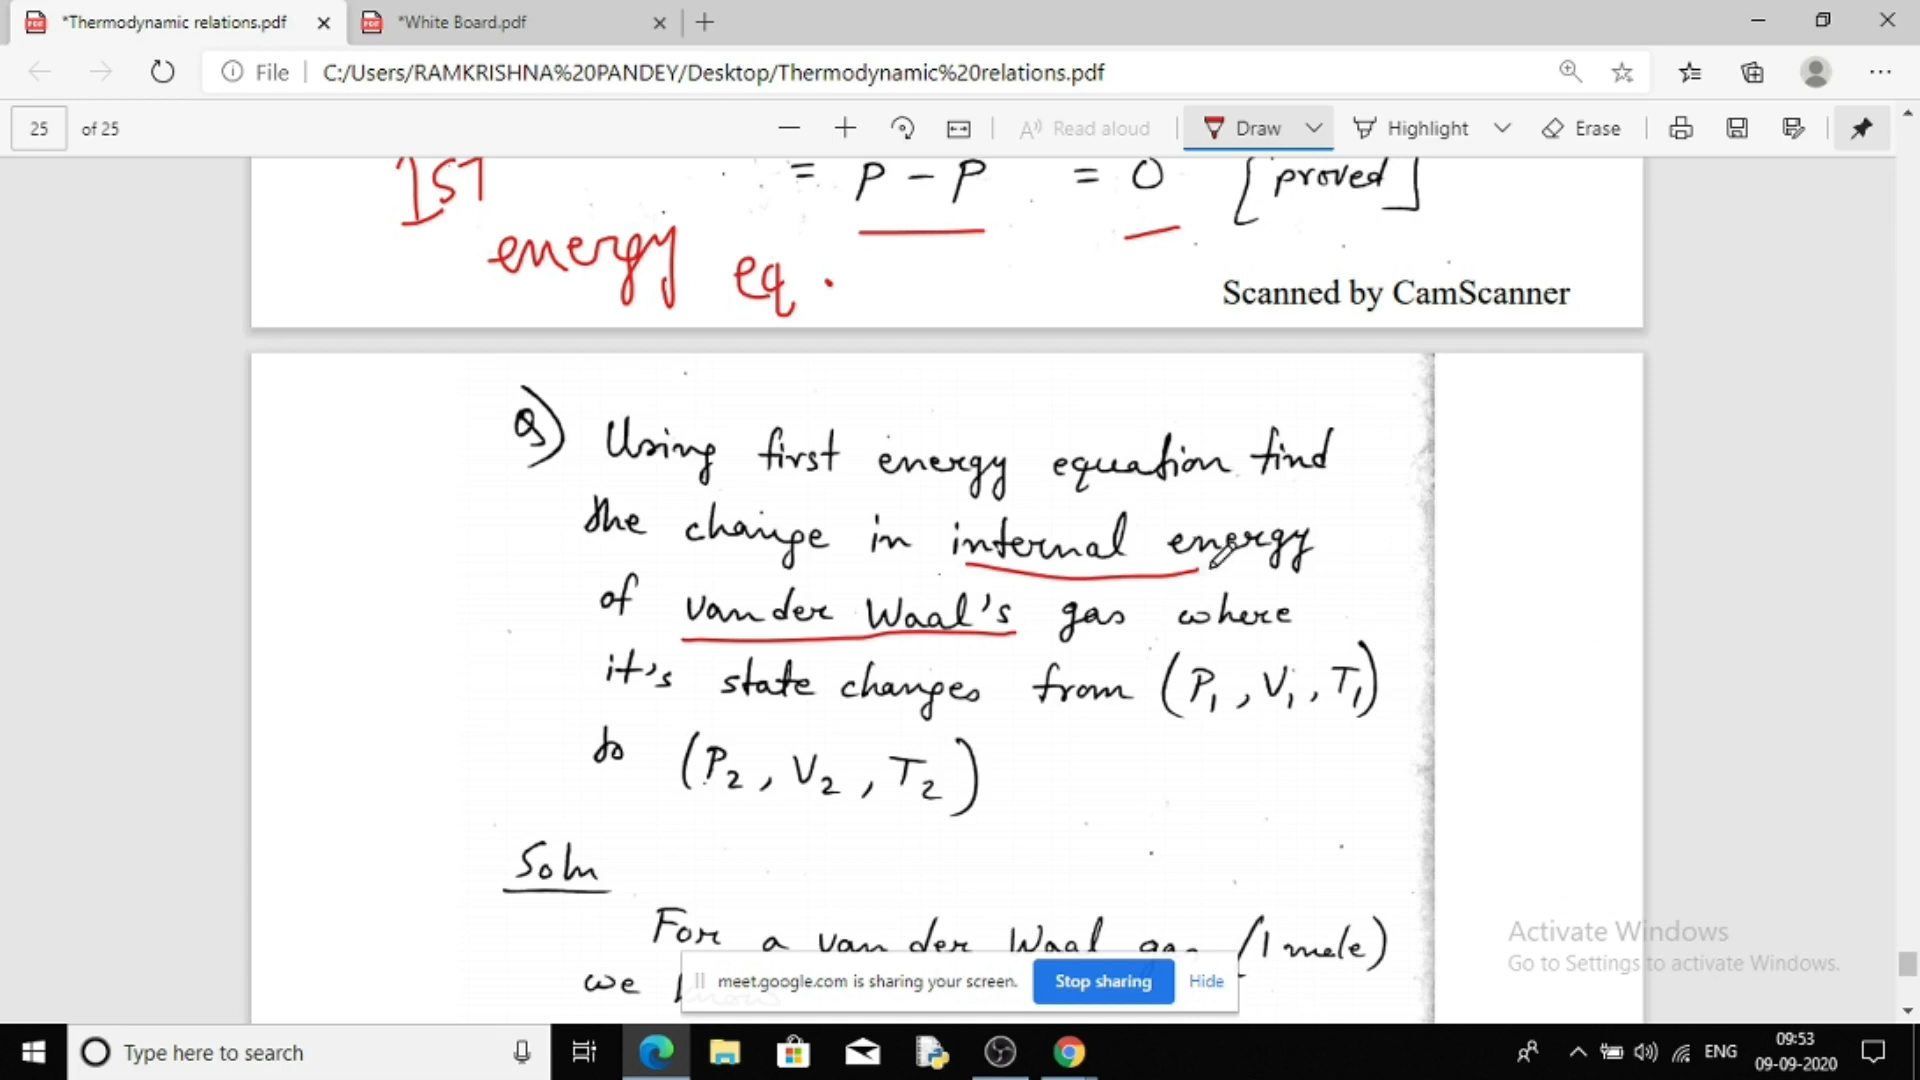 *Thermodynamic relations.pdf
*White Board.pdf
File
C:/Users/RAMKRISHNA%20PANDEY/Desktop/Thermodynamic%20relations.pdf
25 of 25
Read aloud
Draw
Highlight
Erase
1st = P - P = 0 [proved]
energy eq.
Scanned by CamScanner
Q) Using first energy equation find
the change in internal energy
of van der Waal's gas where
it's state changes from (P1, V1, T1)
to (P2, V2, T2)
Soln
For a van der Waal gas (1 mole)
we know
meet.google.com is sharing your screen.
Stop sharing
Hide
Activate Windows
Go to Settings to activate Windows.
Type here to search
ENG
09:53
09-09-2020